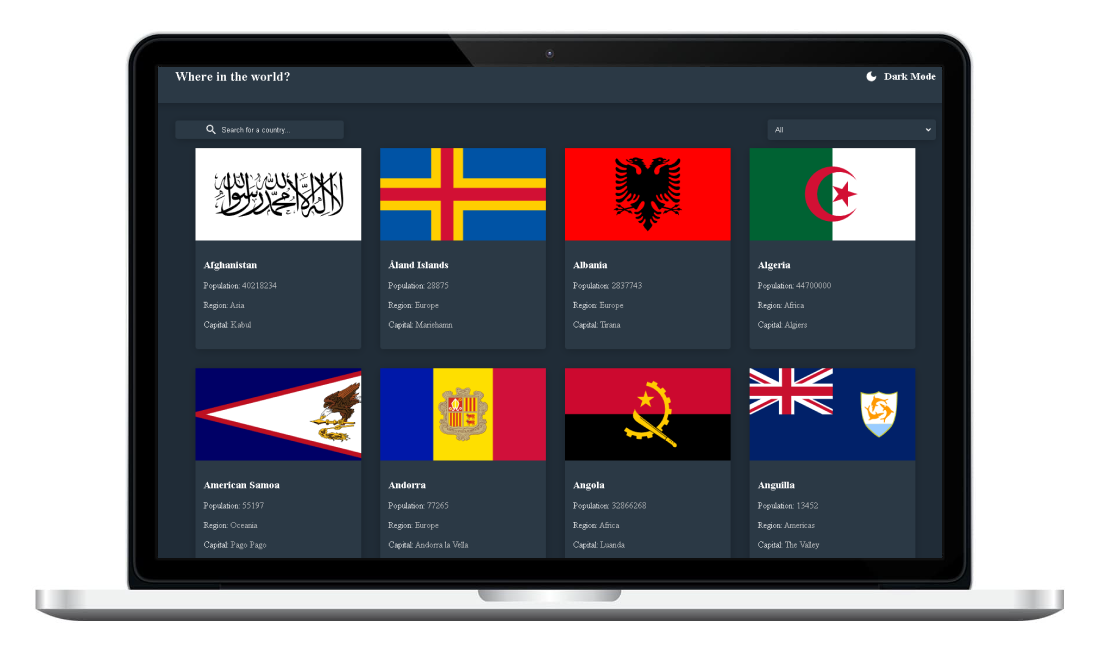 Where in the world?
Dark Mode
Search for a country...
All
لا إله إلا الله محمد رسول الله
Afghanistan
Population: 40218234
Region: Asia
Capital: Kabul
Åland Islands
Population: 28875
Region: Europe
Capital: Mariehamn
Albania
Population: 2837743
Region: Europe
Capital: Tirana
Algeria
Population: 44700000
Region: Africa
Capital: Algiers
American Samoa
Population: 55197
Region: Oceania
Capital: Pago Pago
Andorra
Population: 77265
Region: Europe
Capital: Andorra la Vella
Angola
Population: 32866268
Region: Africa
Capital: Luanda
Anguilla
Population: 13452
Region: Americas
Capital: The Valley